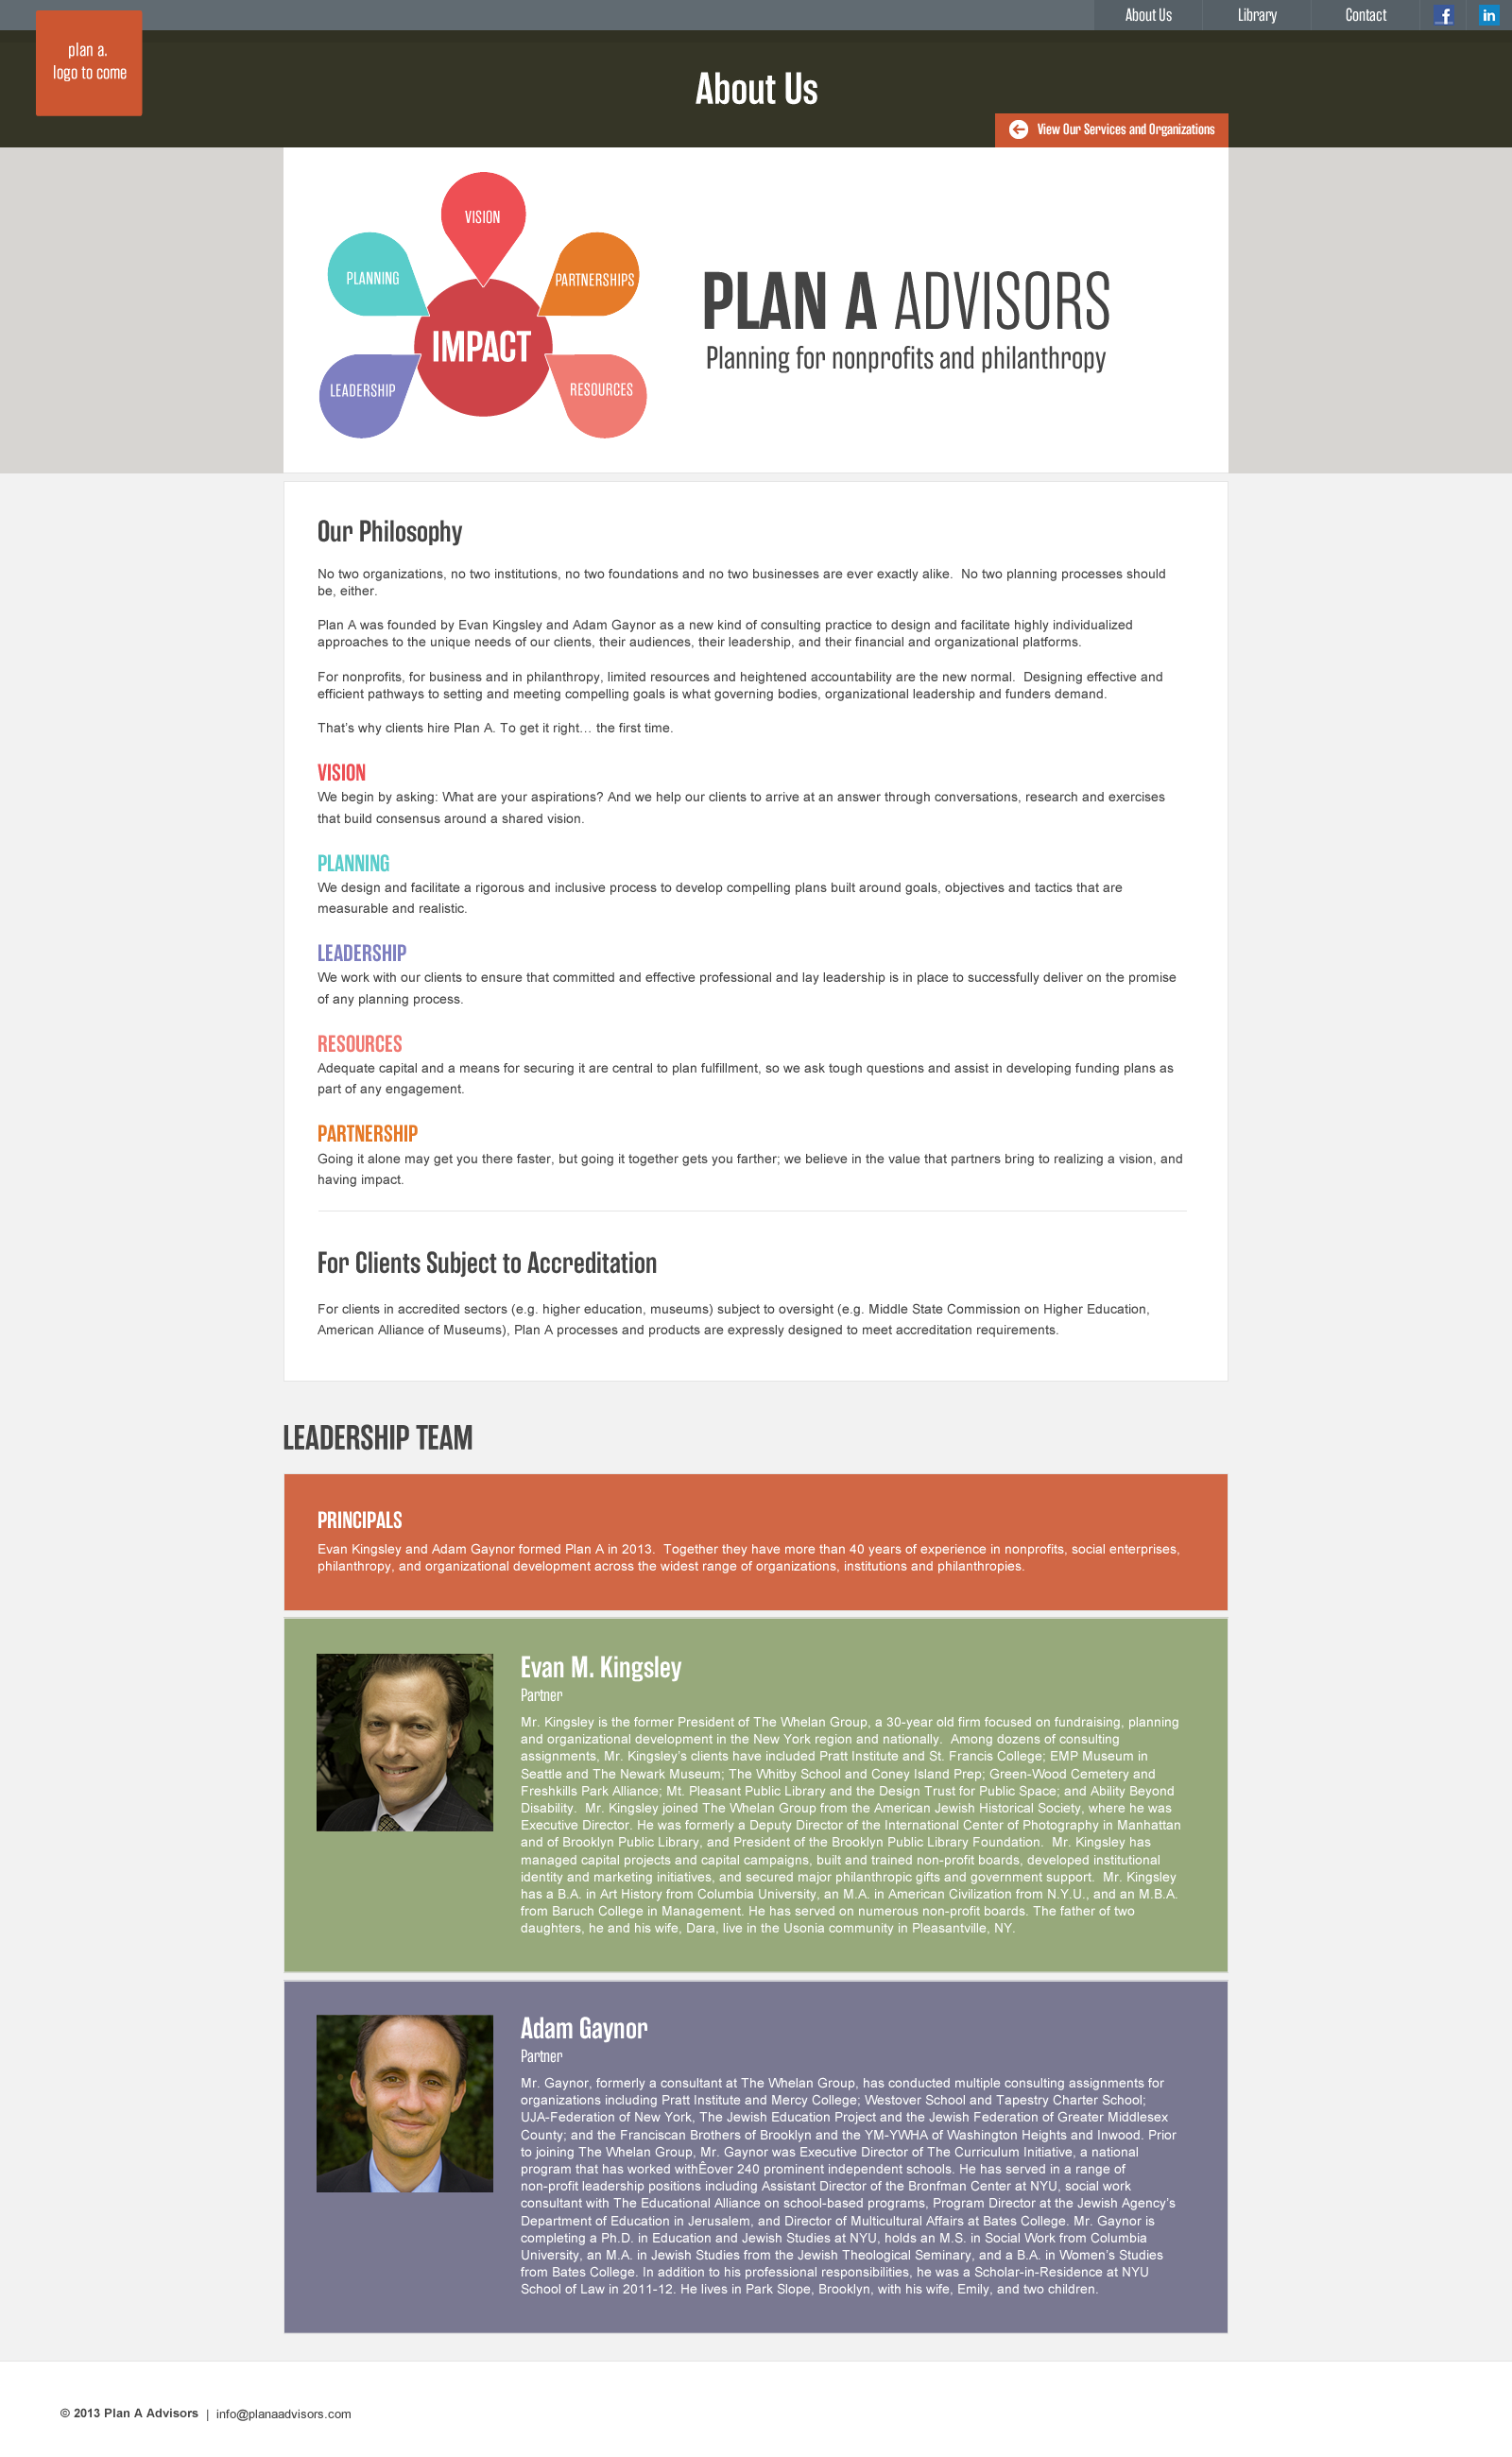 About Us
Library
Contact
f
in
plan a.
logo to come
About Us
View Our Services and Organizations
VISION
PLANNING
PARTNERSHIPS
IMPACT
LEADERSHIP
RESOURCES
PLAN A ADVISORS
Planning for nonprofits and philanthropy
Our Philosophy
No two organizations, no two institutions, no two foundations and no two businesses are ever exactly alike.  No two planning processes should
be, either.
Plan A was founded by Evan Kingsley and Adam Gaynor as a new kind of consulting practice to design and facilitate highly individualized
approaches to the unique needs of our clients, their audiences, their leadership, and their financial and organizational platforms.
For nonprofits, for business and in philanthropy, limited resources and heightened accountability are the new normal.  Designing effective and
efficient pathways to setting and meeting compelling goals is what governing bodies, organizational leadership and funders demand.
That's why clients hire Plan A. To get it right… the first time.
VISION
We begin by asking: What are your aspirations? And we help our clients to arrive at an answer through conversations, research and exercises
that build consensus around a shared vision.
PLANNING
We design and facilitate a rigorous and inclusive process to develop compelling plans built around goals, objectives and tactics that are
measurable and realistic.
LEADERSHIP
We work with our clients to ensure that committed and effective professional and lay leadership is in place to successfully deliver on the promise
of any planning process.
RESOURCES
Adequate capital and a means for securing it are central to plan fulfillment, so we ask tough questions and assist in developing funding plans as
part of any engagement.
PARTNERSHIP
Going it alone may get you there faster, but going it together gets you farther; we believe in the value that partners bring to realizing a vision, and
having impact.
For Clients Subject to Accreditation
For clients in accredited sectors (e.g. higher education, museums) subject to oversight (e.g. Middle State Commission on Higher Education,
American Alliance of Museums), Plan A processes and products are expressly designed to meet accreditation requirements.
LEADERSHIP TEAM
PRINCIPALS
Evan Kingsley and Adam Gaynor formed Plan A in 2013.  Together they have more than 40 years of experience in nonprofits, social enterprises,
philanthropy, and organizational development across the widest range of organizations, institutions and philanthropies.
Evan M. Kingsley
Partner
Mr. Kingsley is the former President of The Whelan Group, a 30-year old firm focused on fundraising, planning
and organizational development in the New York region and nationally.  Among dozens of consulting
assignments, Mr. Kingsley's clients have included Pratt Institute and St. Francis College; EMP Museum in
Seattle and The Newark Museum; The Whitby School and Coney Island Prep; Green-Wood Cemetery and
Freshkills Park Alliance; Mt. Pleasant Public Library and the Design Trust for Public Space; and Ability Beyond
Disability.  Mr. Kingsley joined The Whelan Group from the American Jewish Historical Society, where he was
Executive Director. He was formerly a Deputy Director of the International Center of Photography in Manhattan
and of Brooklyn Public Library, and President of the Brooklyn Public Library Foundation.  Mr. Kingsley has
managed capital projects and capital campaigns, built and trained non-profit boards, developed institutional
identity and marketing initiatives, and secured major philanthropic gifts and government support.  Mr. Kingsley
has a B.A. in Art History from Columbia University, an M.A. in American Civilization from N.Y.U., and an M.B.A.
from Baruch College in Management. He has served on numerous non-profit boards. The father of two
daughters, he and his wife, Dara, live in the Usonia community in Pleasantville, NY.
Adam Gaynor
Partner
Mr. Gaynor, formerly a consultant at The Whelan Group, has conducted multiple consulting assignments for
organizations including Pratt Institute and Mercy College; Westover School and Tapestry Charter School;
UJA-Federation of New York, The Jewish Education Project and the Jewish Federation of Greater Middlesex
County; and the Franciscan Brothers of Brooklyn and the YM-YWHA of Washington Heights and Inwood. Prior
to joining The Whelan Group, Mr. Gaynor was Executive Director of The Curriculum Initiative, a national
program that has worked withÊover 240 prominent independent schools. He has served in a range of
non-profit leadership positions including Assistant Director of the Bronfman Center at NYU, social work
consultant with The Educational Alliance on school-based programs, Program Director at the Jewish Agency's
Department of Education in Jerusalem, and Director of Multicultural Affairs at Bates College. Mr. Gaynor is
completing a Ph.D. in Education and Jewish Studies at NYU, holds an M.S. in Social Work from Columbia
University, an M.A. in Jewish Studies from the Jewish Theological Seminary, and a B.A. in Women's Studies
from Bates College. In addition to his professional responsibilities, he was a Scholar-in-Residence at NYU
School of Law in 2011-12. He lives in Park Slope, Brooklyn, with his wife, Emily, and two children.
© 2013 Plan A Advisors | info@planaadvisors.com